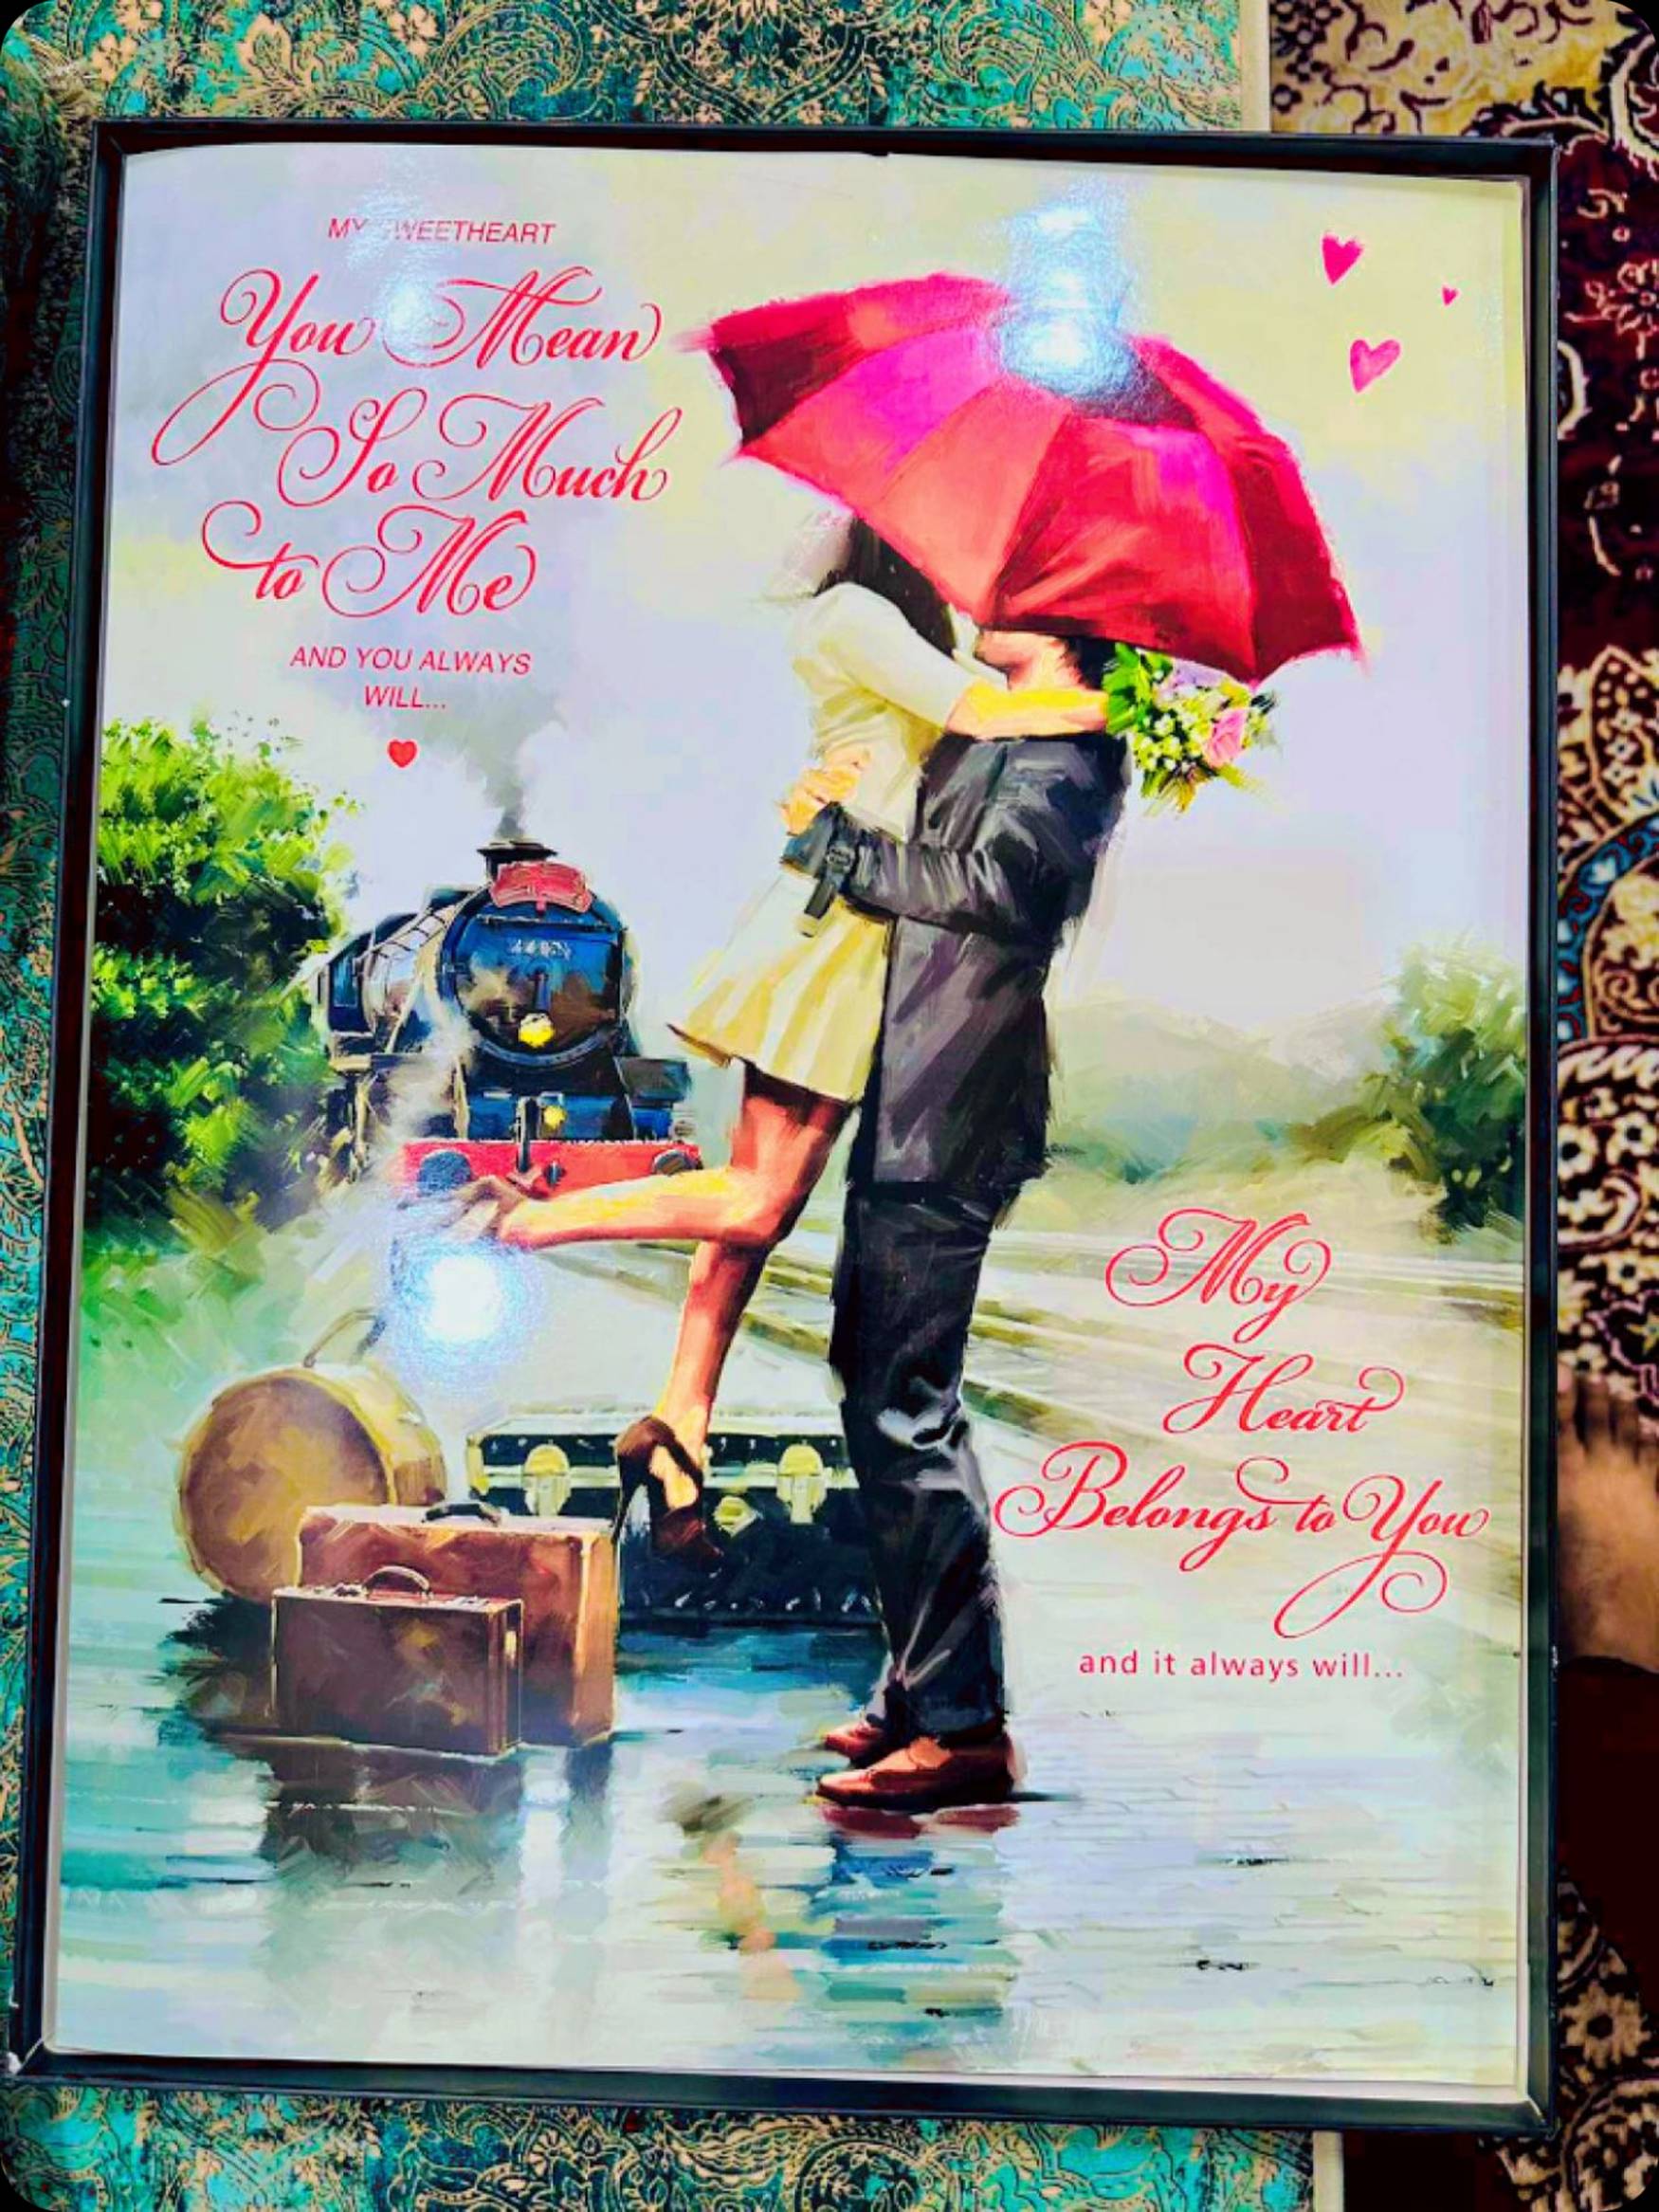 MY SWEETHEART
You Mean
So Much
to Me
AND YOU ALWAYS
WILL...
My
Heart
Belongs to You
and it always will...